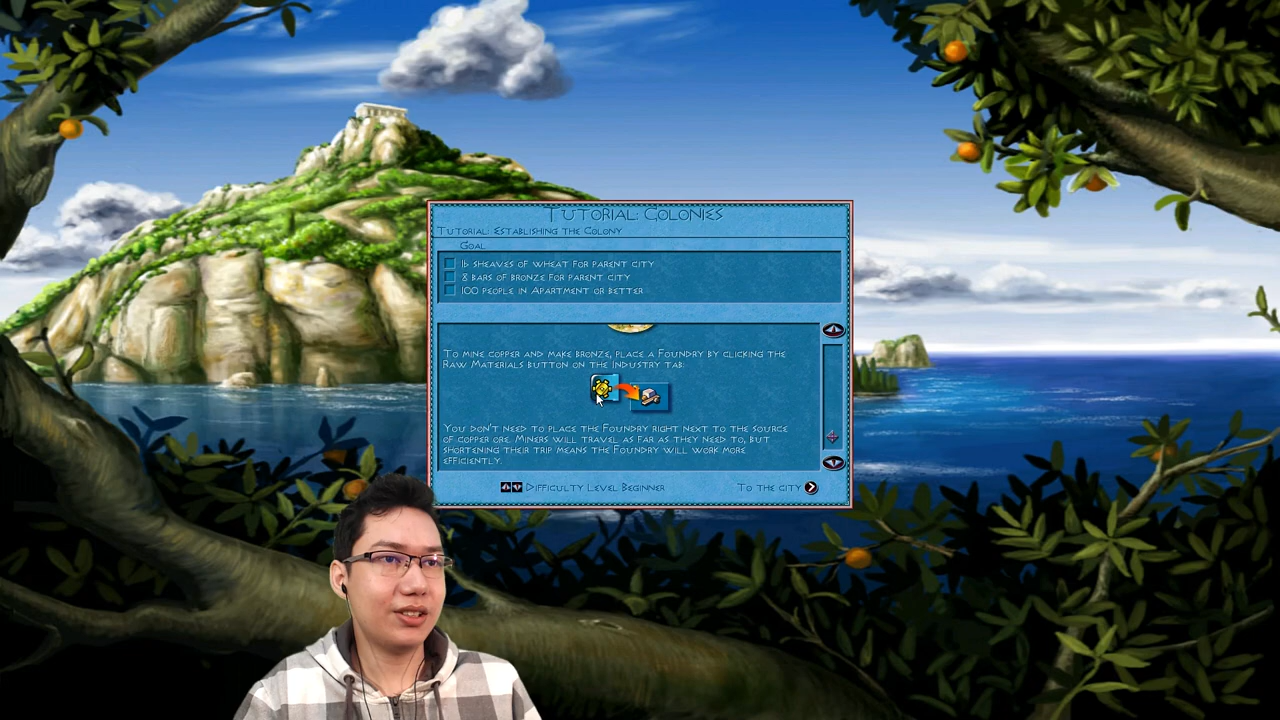 Tutorial: Colonies
Tutorial: Establishing the Colony
Goal
16 sheaves of wheat for parent city
8 bars of bronze for parent city
100 people in Apartment or better
To mine copper and make bronze, place a Foundry by clicking the
Raw Materials button on the Industry tab:
You don't need to place the Foundry right next to the source
of copper ore. Miners will travel as far as they need to, but
shortening their trip means the Foundry will work more
efficiently.
Difficulty Level Beginner
To the city